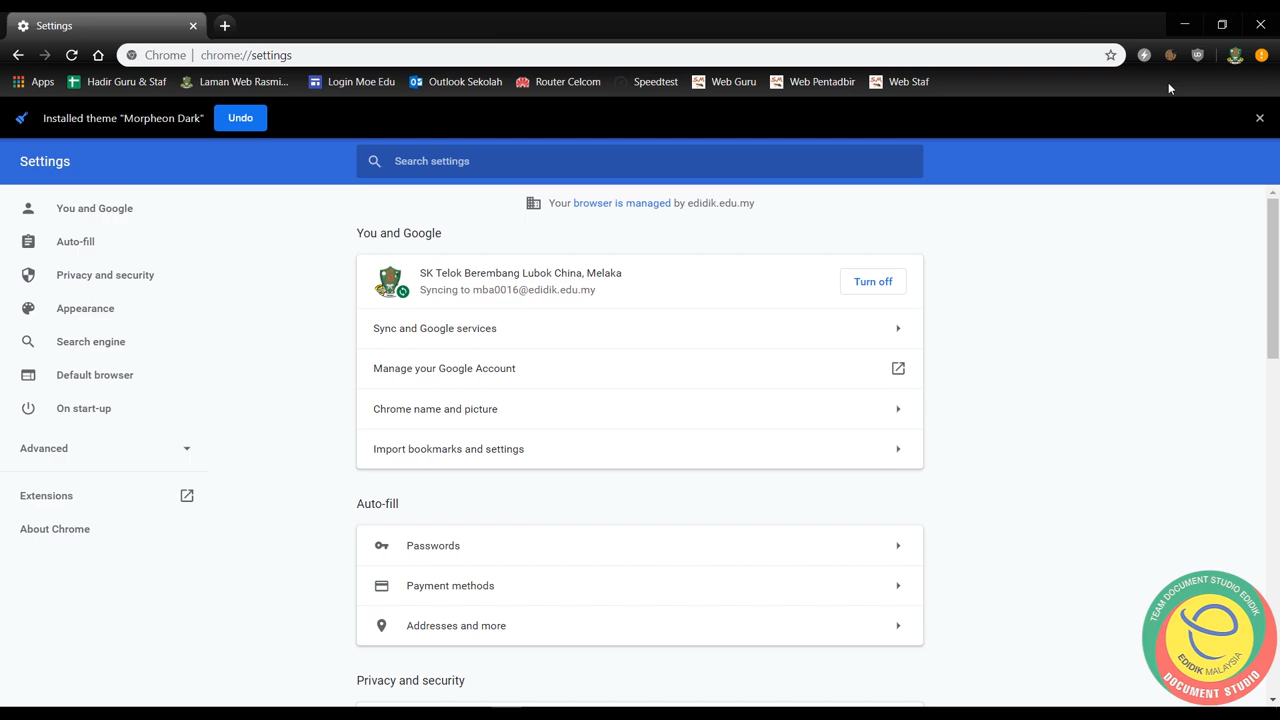 Settings
Chrome | chrome://settings
Apps
Hadir Guru & Staf
Laman Web Rasmi...
Login Moe Edu
Outlook Sekolah
Router Celcom
Speedtest
Web Guru
Web Pentadbir
Web Staf
Installed theme "Morpheon Dark"
Undo
Settings
Search settings
You and Google
Auto-fill
Privacy and security
Appearance
Search engine
Default browser
On start-up
Advanced
Extensions
About Chrome
Your browser is managed by edidik.edu.my
You and Google
SK Telok Berembang Lubok China, Melaka
Syncing to mba0016@edidik.edu.my
Turn off
Sync and Google services
Manage your Google Account
Chrome name and picture
Import bookmarks and settings
Auto-fill
Passwords
Payment methods
Addresses and more
Privacy and security
TEAM DOCUMENT STUDIO EDIDIK
EDIDIK MALAYSIA
DOCUMENT STUDIO